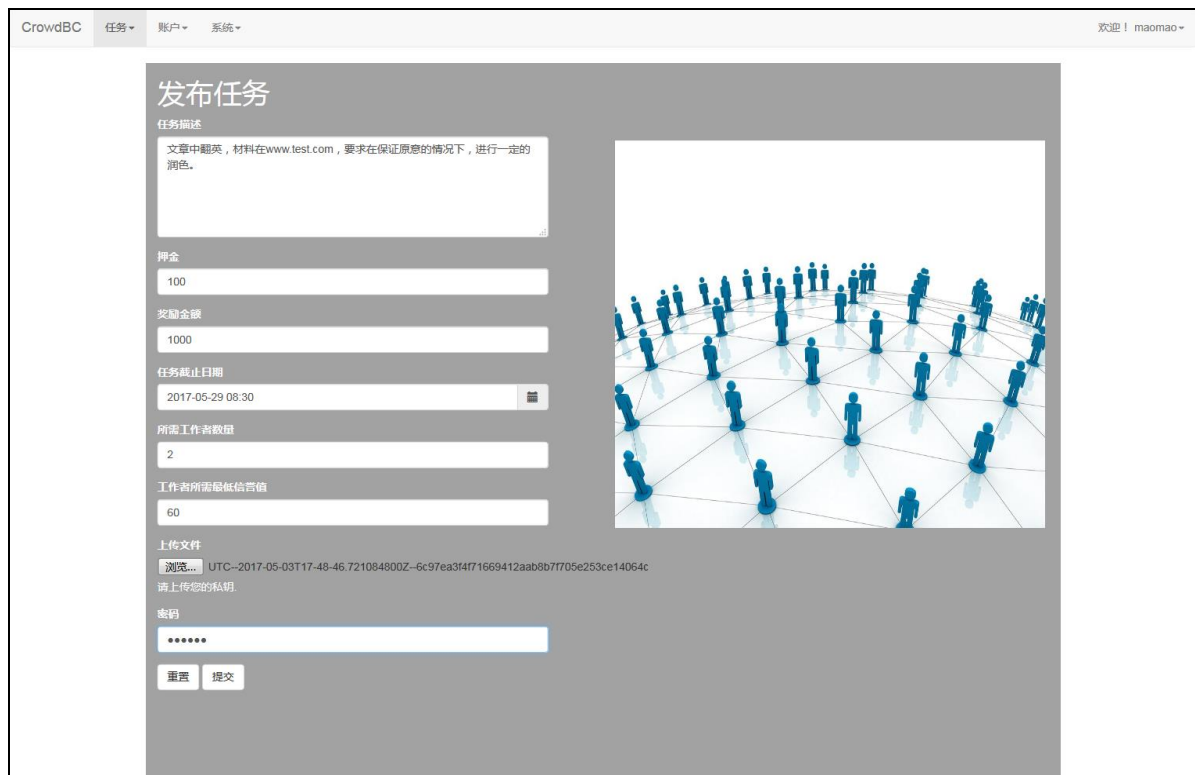 CrowdBC 任务 账户 系统 欢迎！ maomao
发布任务
任务描述
文章中翻英，材料在www.test.com，要求在保证原意的情况下，进行一定的
润色。
押金
100
奖励金额
1000
任务截止日期
2017-05-29 08:30
所需工作者数量
2
工作者所需最低信誉值
60
上传文件
浏览... UTC--2017-05-03T17-48-46.721084800Z--6c97ea3f4f71669412aab8b7f705e253ce14064c
请上传您的私钥.
密码
••••••
重置 提交